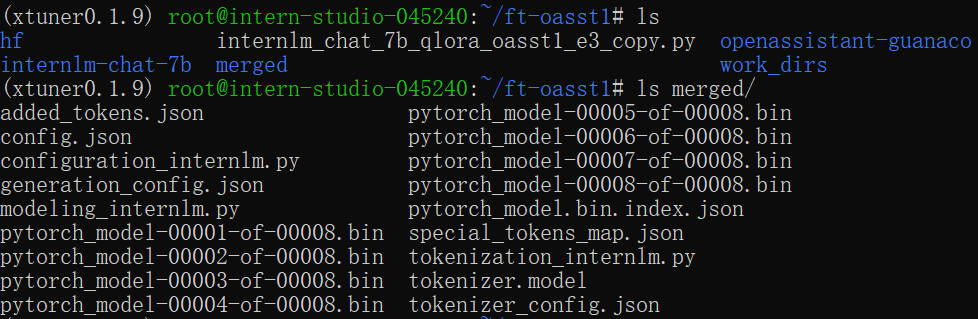 (xtuner0.1.9) root@intern-studio-045240:~/ft-oasst1# ls
hf internlm_chat_7b_qlora_oasst1_e3_copy.py openassistant-guanaco
internlm-chat-7b merged work_dirs
(xtuner0.1.9) root@intern-studio-045240:~/ft-oasst1# ls merged/
added_tokens.json pytorch_model-00005-of-00008.bin
config.json pytorch_model-00006-of-00008.bin
configuration_internlm.py pytorch_model-00007-of-00008.bin
generation_config.json pytorch_model-00008-of-00008.bin
modeling_internlm.py pytorch_model.bin.index.json
pytorch_model-00001-of-00008.bin special_tokens_map.json
pytorch_model-00002-of-00008.bin tokenization_internlm.py
pytorch_model-00003-of-00008.bin tokenizer.model
pytorch_model-00004-of-00008.bin tokenizer_config.json